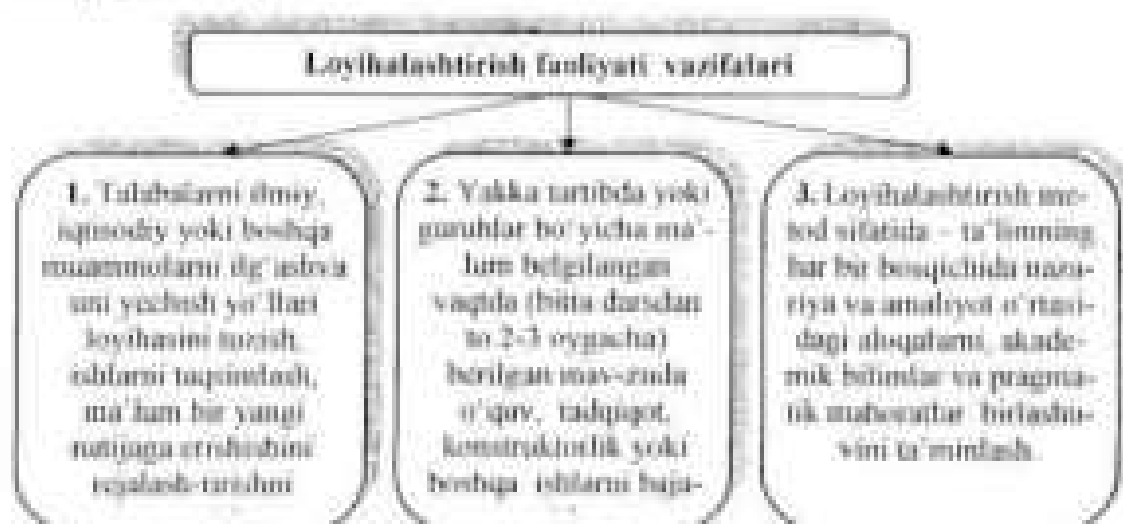 Loyihalashtirish faoliyati vazifalari
1. Talabalarni ilmiy,
iqtisodiy yoki boshqa
muammolarni
uni yechish yo'llari
loyihasini tuzish,
ishlarni taqsimlash,
ma'lum bir yangi
natijaga erishishini
rejalash-tirishni
2. Yakka tartibda yoki
guruhlar bo'yicha ma'-
lum belgilangan
vaqtda (bitta darsdan
to 2-3 oygacha)
berilgan mav-zuda
o'quv, tadqiqot,
konstruktorlik yoki
boshqa ishlarni baja-
3. Loyihalashtirish me-
tod sifatida – ta'limning
har bir bosqichida naza-
riya va amaliyot o'rtasi-
dagi aloqalarni, akade-
mik bilimlar va pragma-
tik mahoratlar birlashu-
vini ta'minlash.